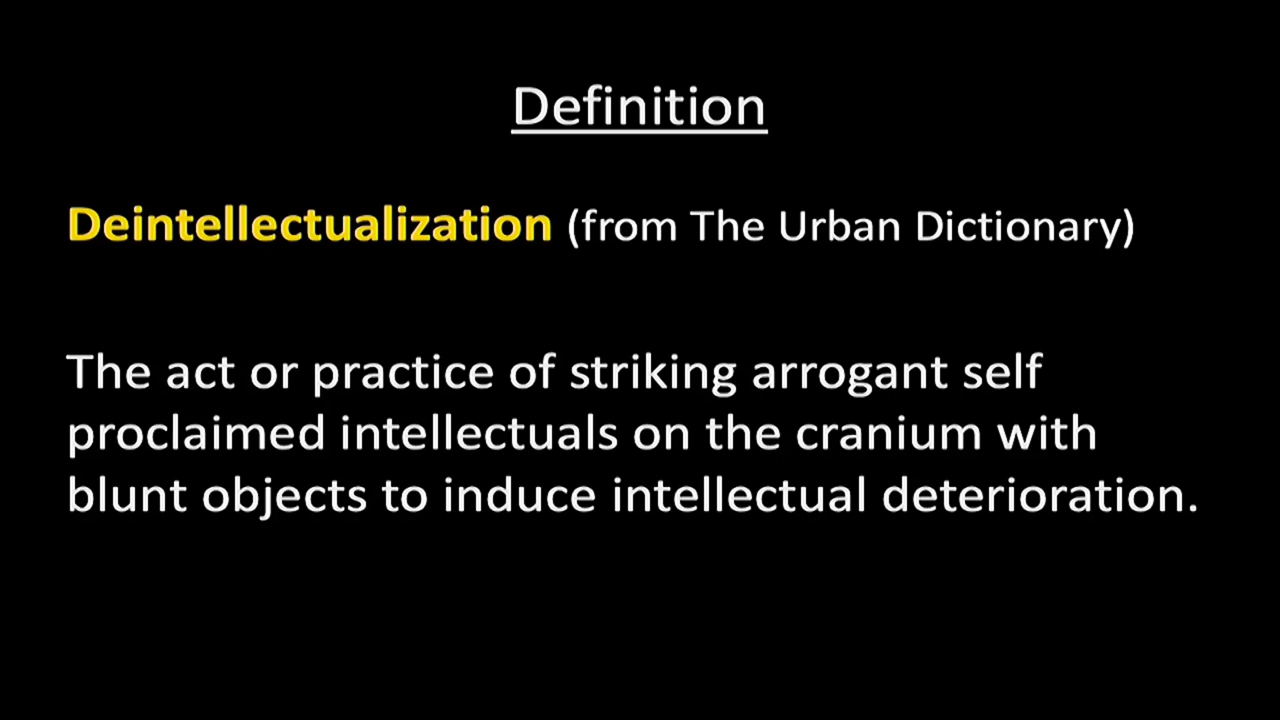 Definition
Deintellectualization (from The Urban Dictionary)
The act or practice of striking arrogant self
proclaimed intellectuals on the cranium with
blunt objects to induce intellectual deterioration.